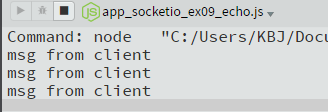 app_socketio_ex09_echo.js
Command: node "C:/Users/KBJ/Docu
msg from client
msg from client
msg from client